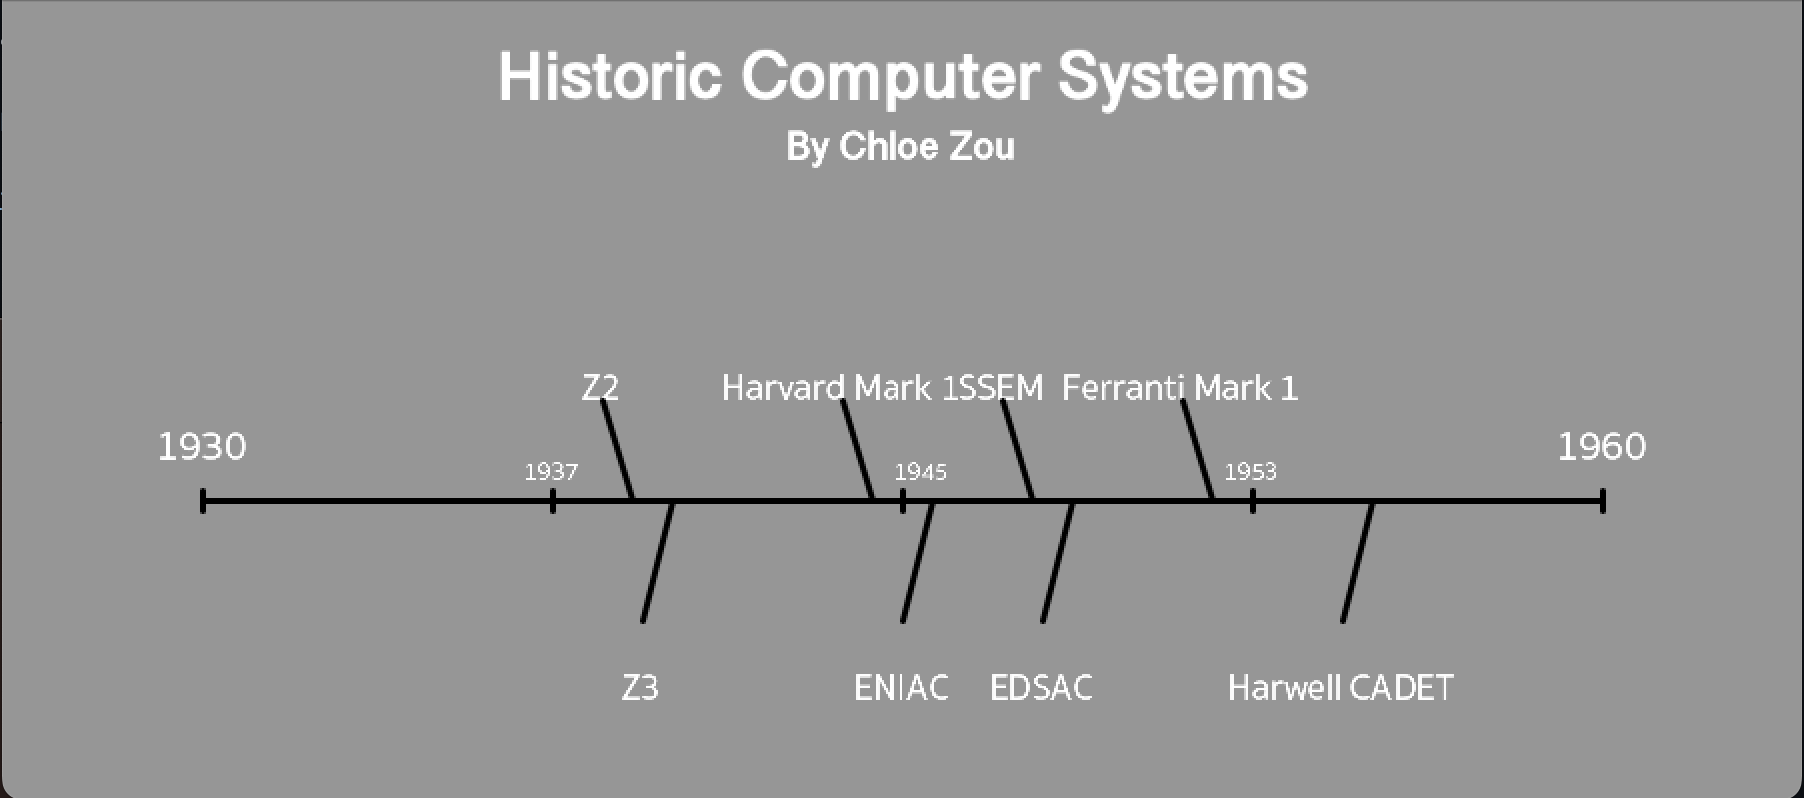 Historic Computer Systems
By Chloe Zou
Z2 Harvard Mark 1SSEM Ferranti Mark 1
1930 1960
1937 1945 1953
Z3 ENIAC EDSAC Harwell CADET